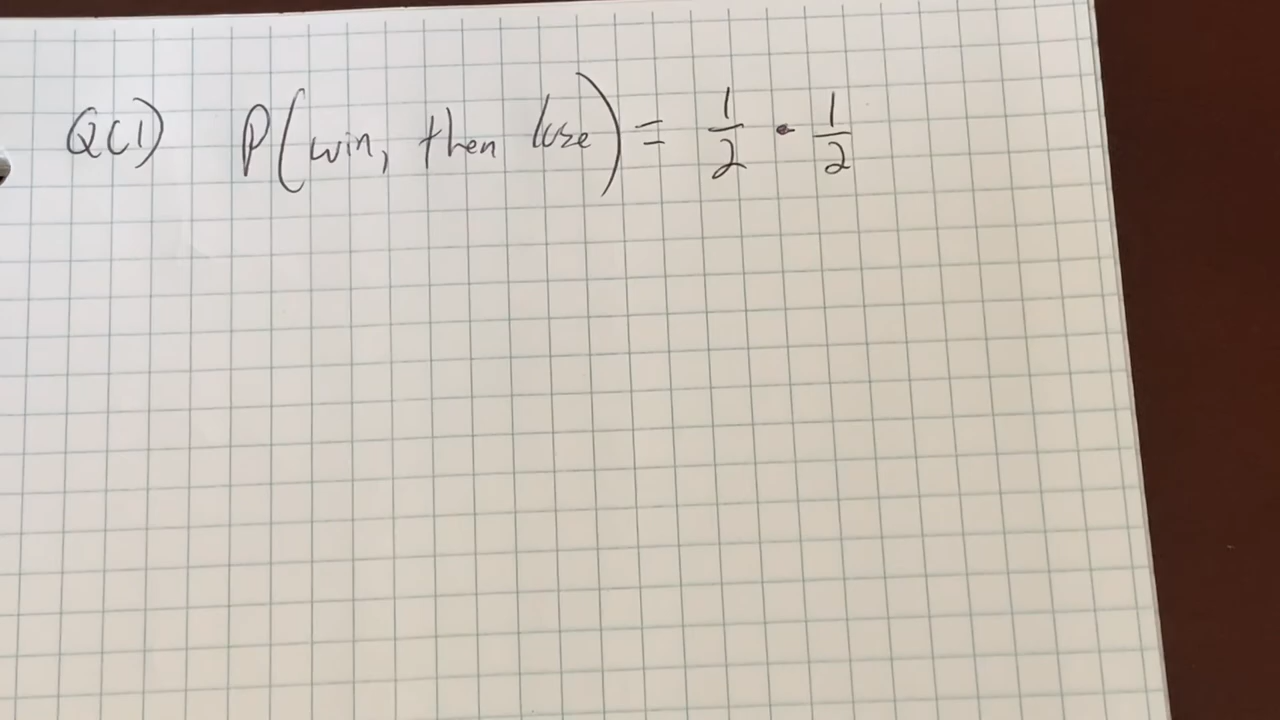 Q(1) P(win, then lose) = 1/2 · 1/2